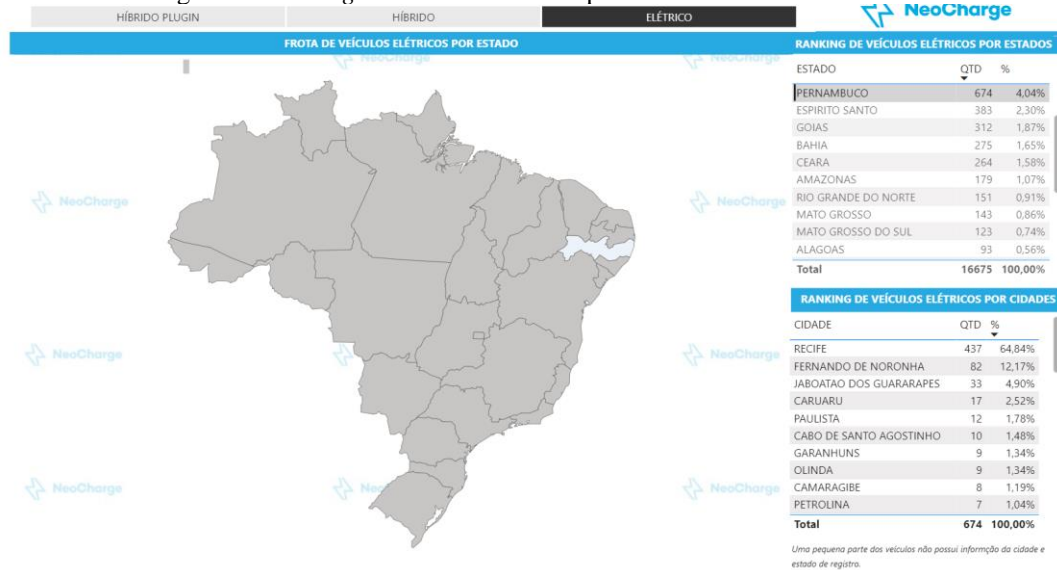 HÍBRIDO PLUGIN
HÍBRIDO
ELÉTRICO
NeoCharge
FROTA DE VEÍCULOS ELÉTRICOS POR ESTADO
NeoCharge
NeoCharge
NeoCharge
NeoCharge
NeoCharge
NeoCharge
NeoCharge
NeoCharge
RANKING DE VEÍCULOS ELÉTRICOS POR ESTADOS
ESTADO QTD %
PERNAMBUCO 674 4,04%
ESPIRITO SANTO 383 2,30%
GOIAS 312 1,87%
BAHIA 275 1,65%
CEARA 264 1,58%
AMAZONAS 179 1,07%
RIO GRANDE DO NORTE 151 0,91%
MATO GROSSO 143 0,86%
MATO GROSSO DO SUL 123 0,74%
ALAGOAS 93 0,56%
Total 16675 100,00%
RANKING DE VEÍCULOS ELÉTRICOS POR CIDADES
CIDADE QTD %
RECIFE 437 64,84%
FERNANDO DE NORONHA 82 12,17%
JABOATAO DOS GUARARAPES 33 4,90%
CARUARU 17 2,52%
PAULISTA 12 1,78%
CABO DE SANTO AGOSTINHO 10 1,48%
GARANHUNS 9 1,34%
OLINDA 9 1,34%
CAMARAGIBE 8 1,19%
PETROLINA 7 1,04%
Total 674 100,00%
Uma pequena parte dos veículos não possui informção da cidade e
estado de registro.